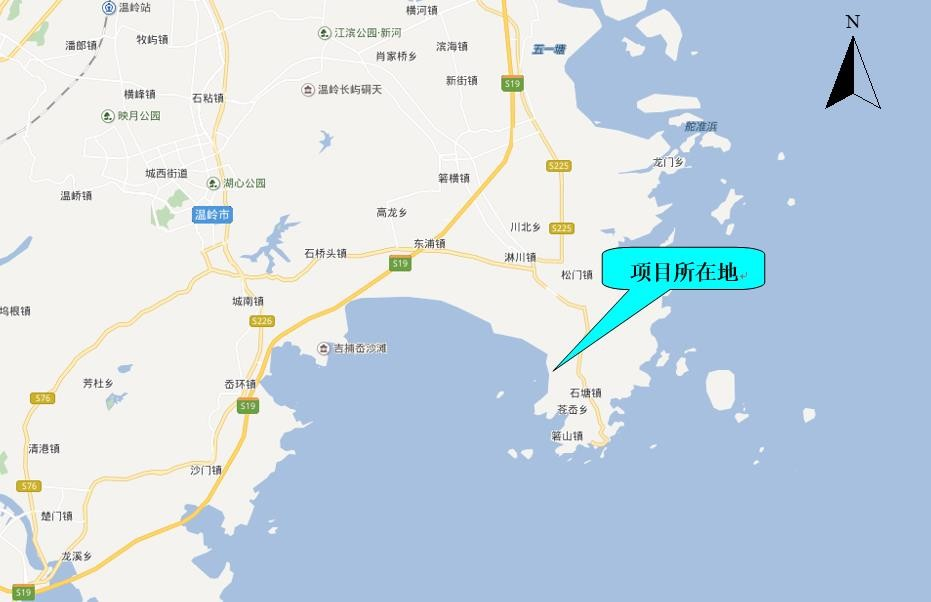 温岭站
横河镇
潘郎镇
牧屿镇
江滨公园·新河
滨海镇
五一塘
肖家桥乡
N
横峰镇
石粘镇
温岭长屿硐天
新街镇
S19
映月公园
舵准浜
龙门乡
城西街道
湖心公园
箬横镇
S225
温峤镇
温岭市
高龙乡
川北乡
S225
石桥头镇
东浦镇
淋川镇
S19
松门镇
项目所在地
坞根镇
城南镇
S226
吉捕岙沙滩
芳杜乡
岙环镇
石塘镇
S76
S19
苍岙乡
箬山镇
清港镇
沙门镇
S76
楚门镇
龙溪乡
S19